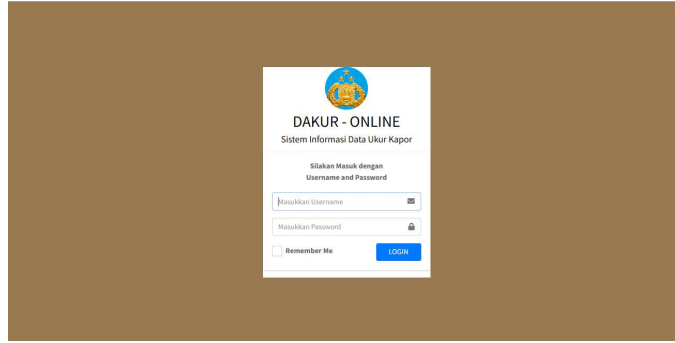 DAKUR - ONLINE
Sistem Informasi Data Ukur Kapor
Silakan Masuk dengan
Username and Password
Masukkan Username
Masukkan Password
Remember Me
LOGIN